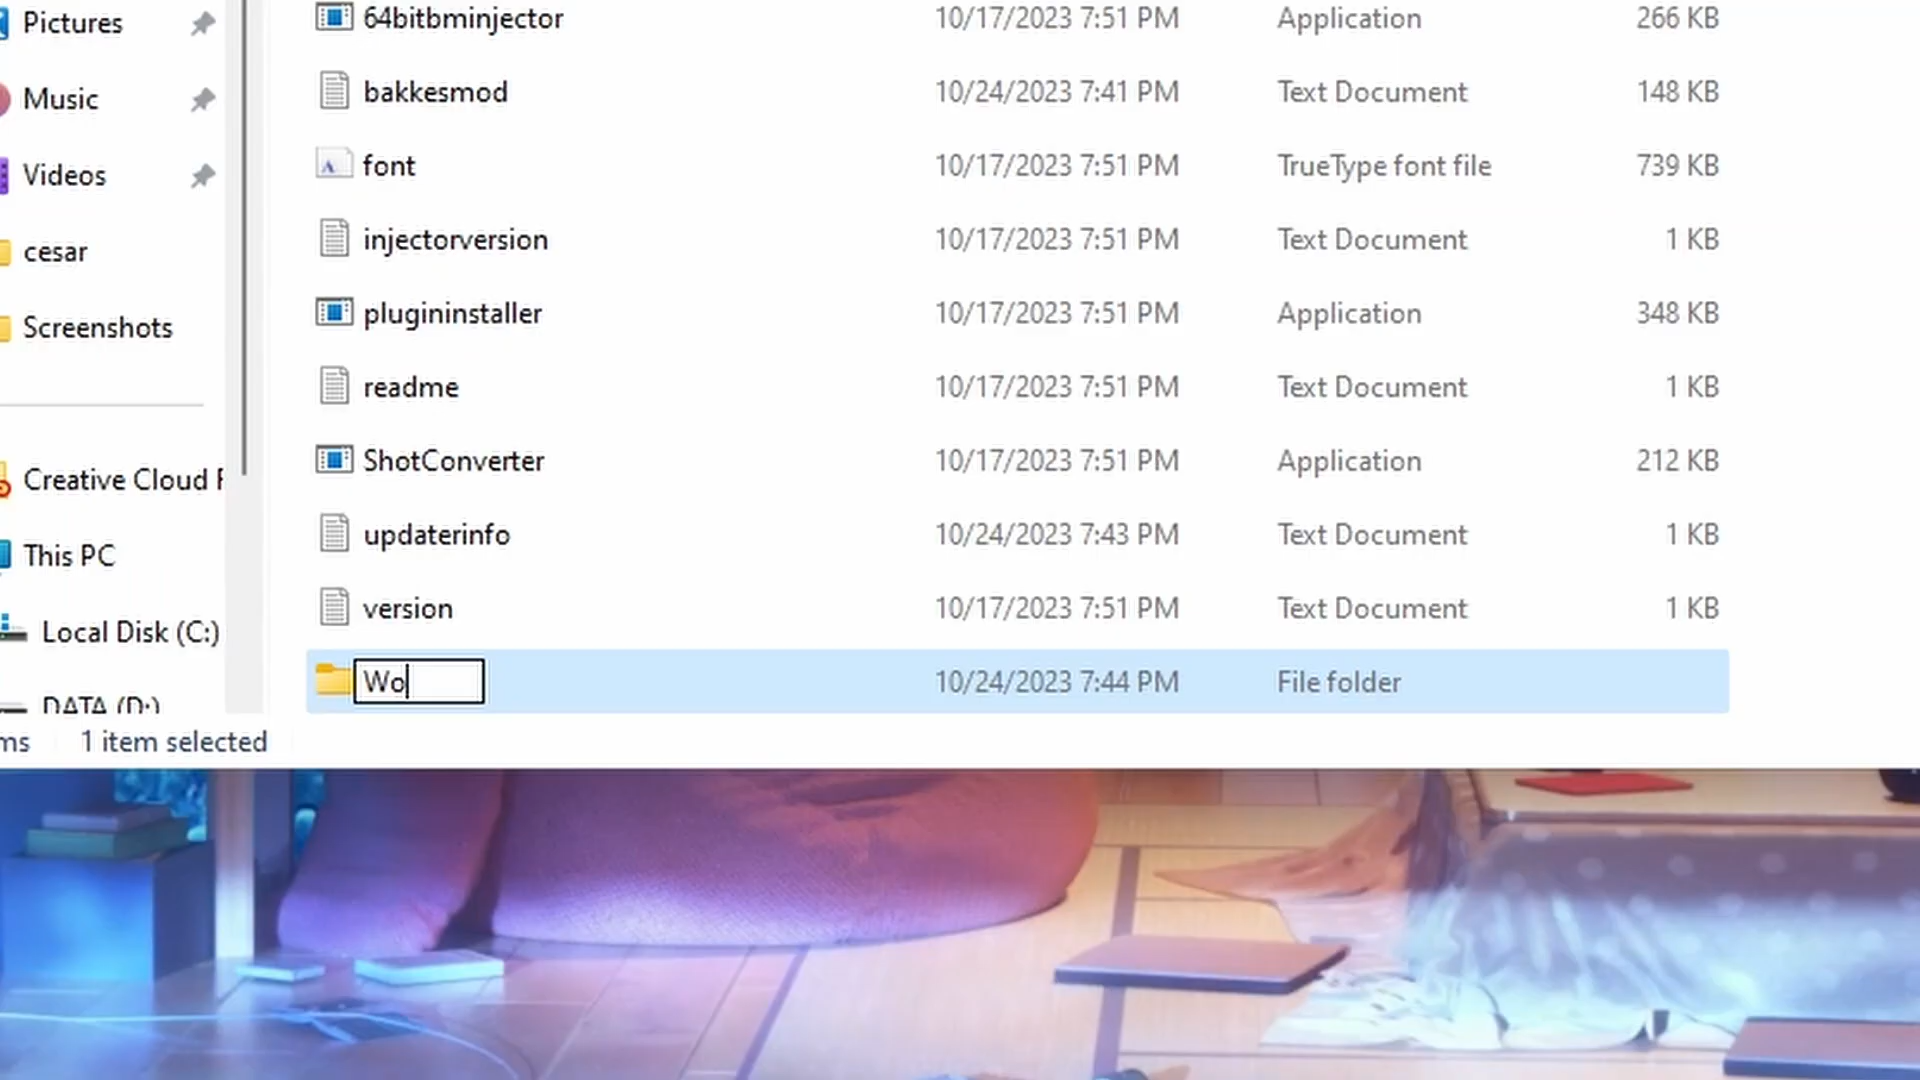 Pictures
Music
Videos
cesar
Screenshots
Creative Cloud F
This PC
Local Disk (C:)
DATA (D:)
64bitbminjector 10/17/2023 7:51 PM Application 266 KB
bakkesmod 10/24/2023 7:41 PM Text Document 148 KB
font 10/17/2023 7:51 PM TrueType font file 739 KB
injectorversion 10/17/2023 7:51 PM Text Document 1 KB
plugininstaller 10/17/2023 7:51 PM Application 348 KB
readme 10/17/2023 7:51 PM Text Document 1 KB
ShotConverter 10/17/2023 7:51 PM Application 212 KB
updaterinfo 10/24/2023 7:43 PM Text Document 1 KB
version 10/17/2023 7:51 PM Text Document 1 KB
Wo 10/24/2023 7:44 PM File folder
ms 1 item selected